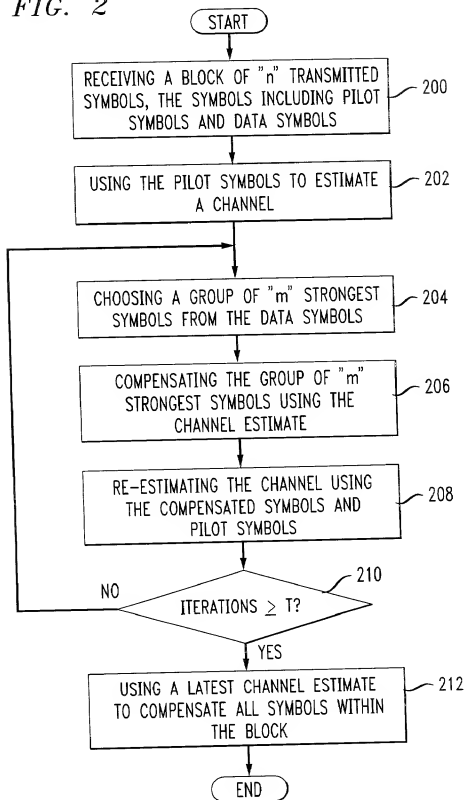 FIG. 2
START
RECEIVING A BLOCK OF "n" TRANSMITTED
SYMBOLS, THE SYMBOLS INCLUDING PILOT
SYMBOLS AND DATA SYMBOLS
200
USING THE PILOT SYMBOLS TO ESTIMATE
A CHANNEL
202
CHOOSING A GROUP OF "m" STRONGEST
SYMBOLS FROM THE DATA SYMBOLS
204
COMPENSATING THE GROUP OF "m"
STRONGEST SYMBOLS USING THE
CHANNEL ESTIMATE
206
RE-ESTIMATING THE CHANNEL USING
THE COMPENSATED SYMBOLS AND
PILOT SYMBOLS
208
210
NO
ITERATIONS ≥ T?
YES
USING A LATEST CHANNEL ESTIMATE
TO COMPENSATE ALL SYMBOLS WITHIN
THE BLOCK
212
END